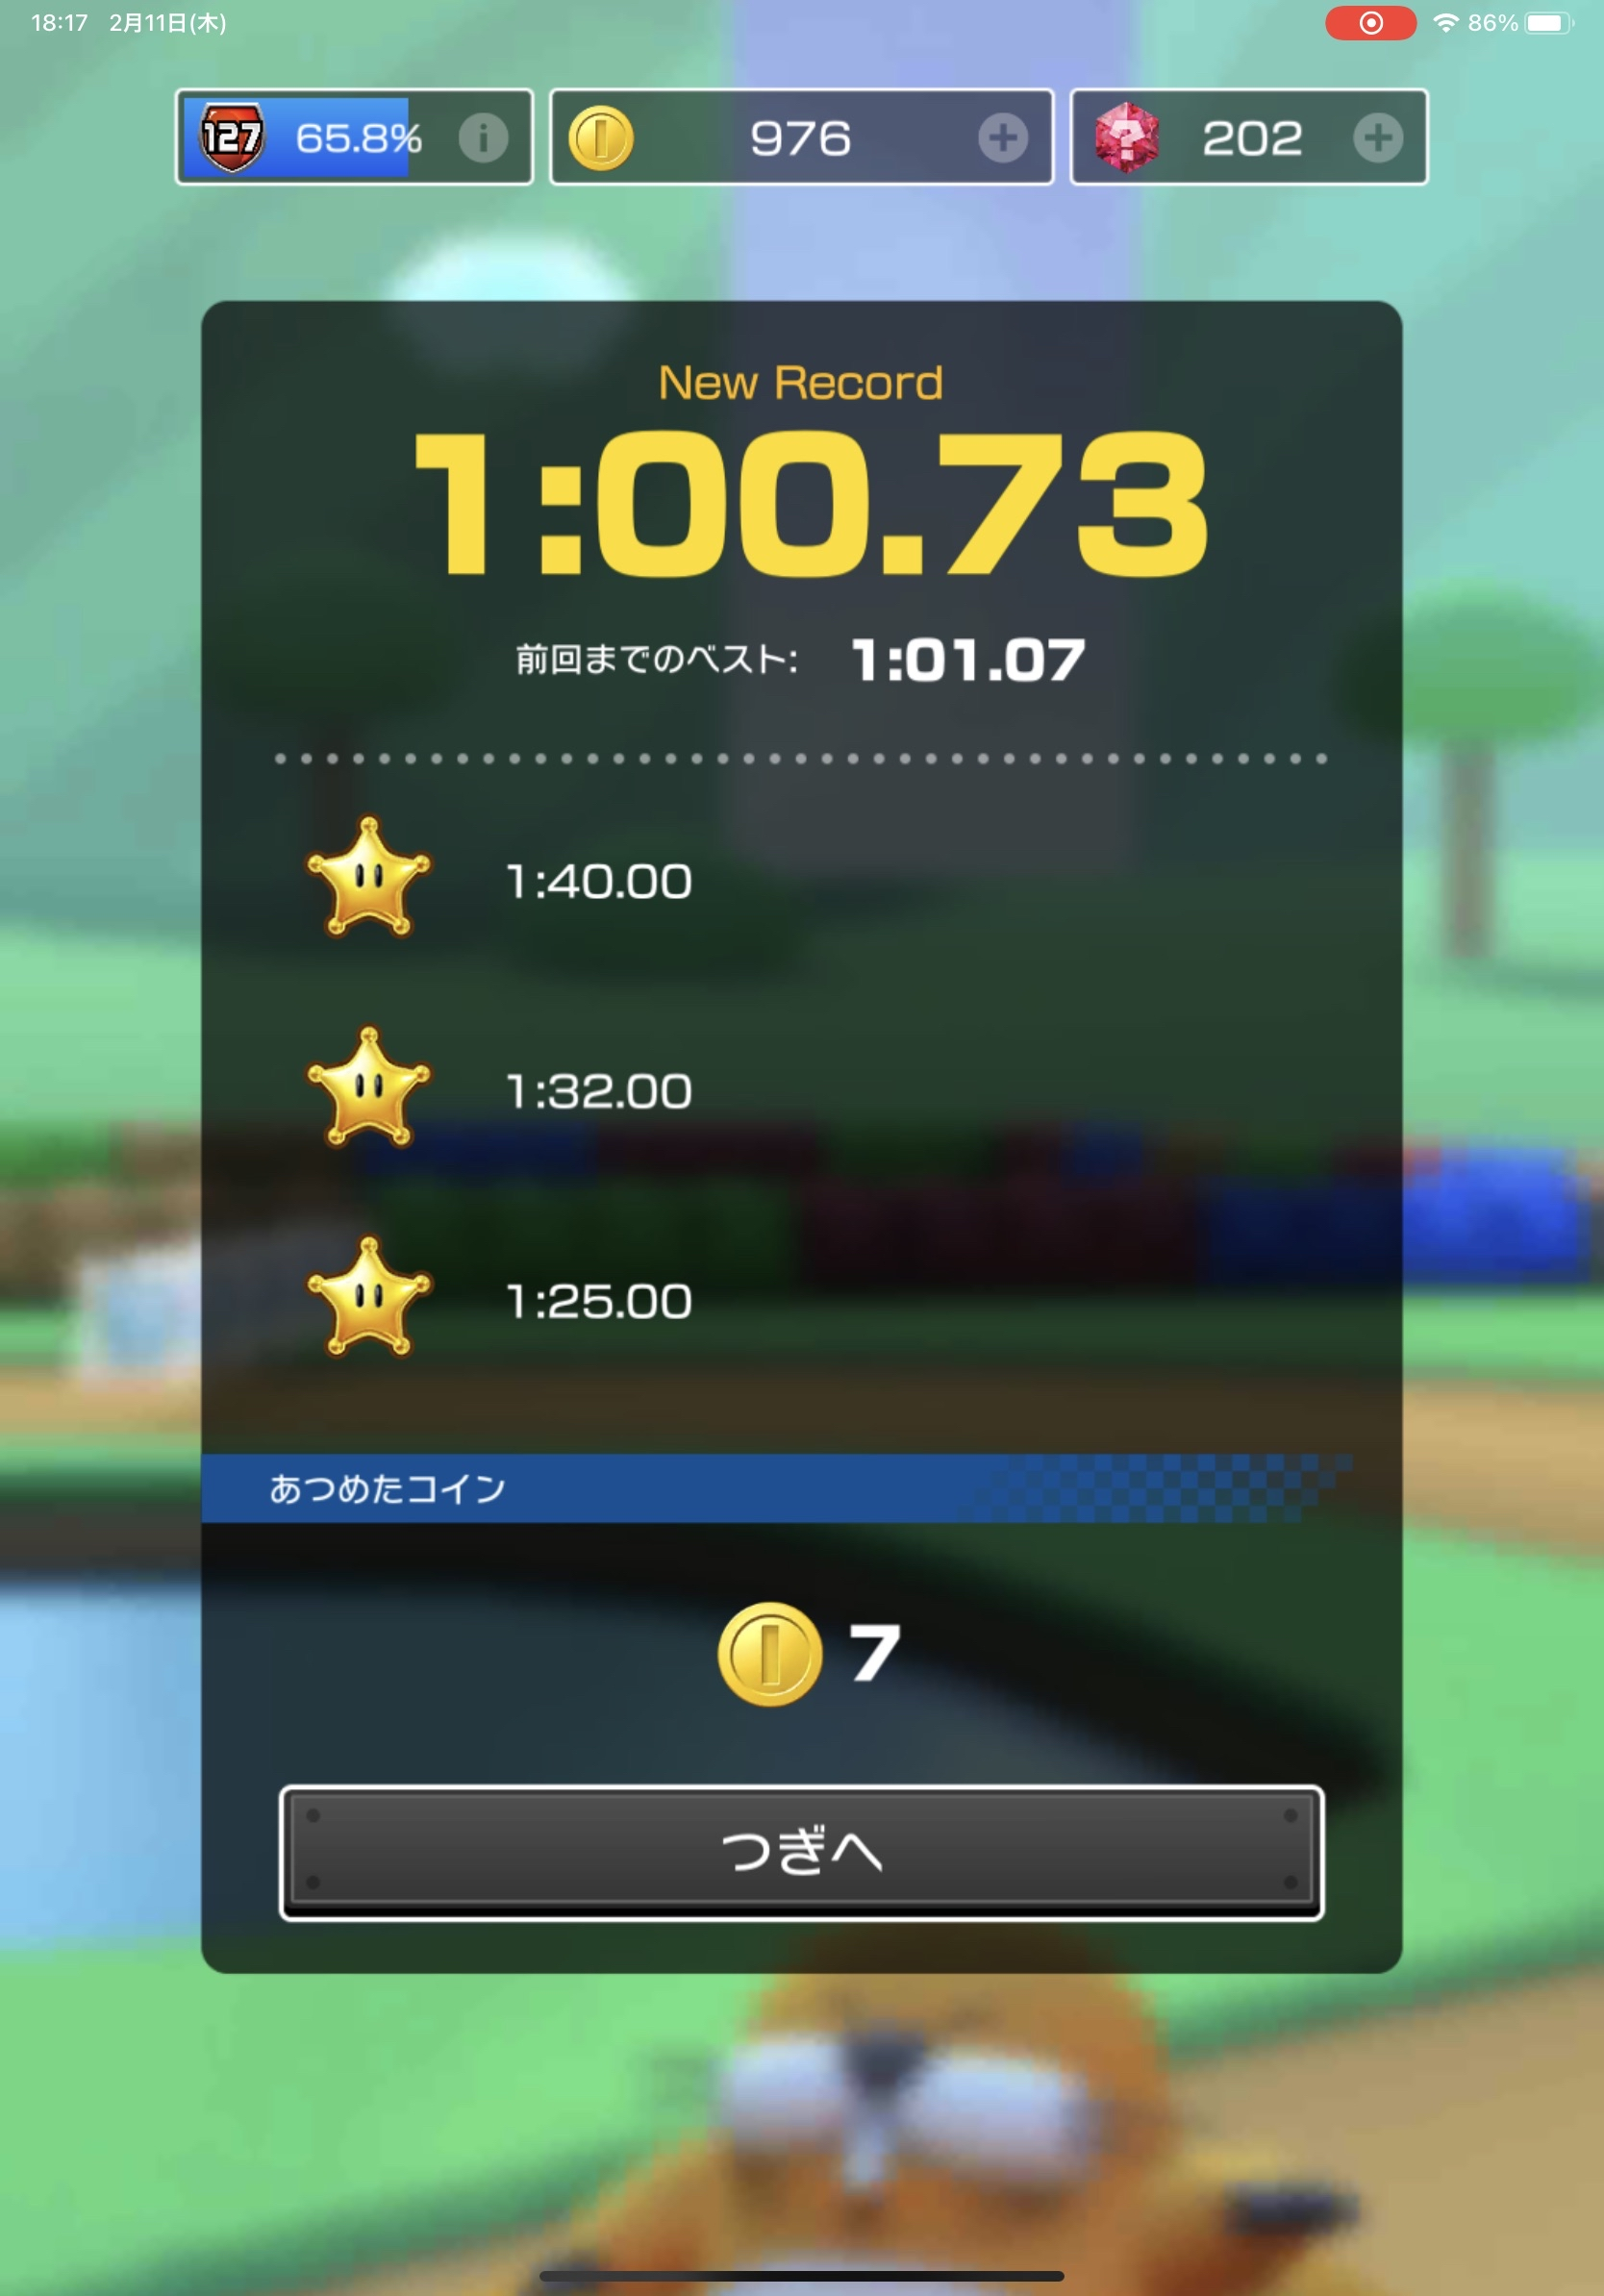 18:17 2月11日(木) 86%
127 65.8% 976 202
New Record
1:00.73
前回までのベスト: 1:01.07
1:40.00
1:32.00
1:25.00
あつめたコイン
7
つぎへ